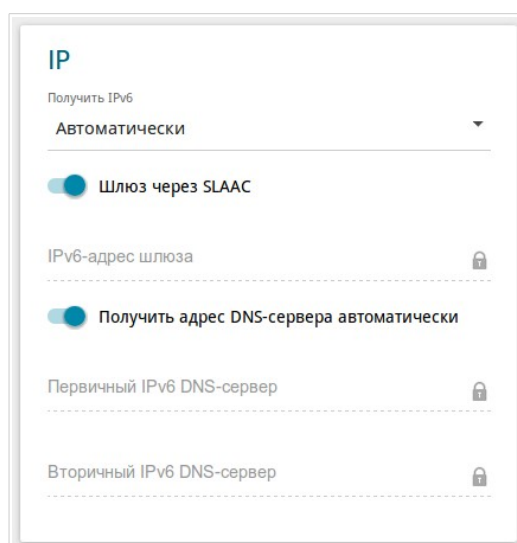 IP
Получить IPv6
Автоматически
Шлюз через SLAAC
IPv6-адрес шлюза
Получить адрес DNS-сервера автоматически
Первичный IPv6 DNS-сервер
Вторичный IPv6 DNS-сервер